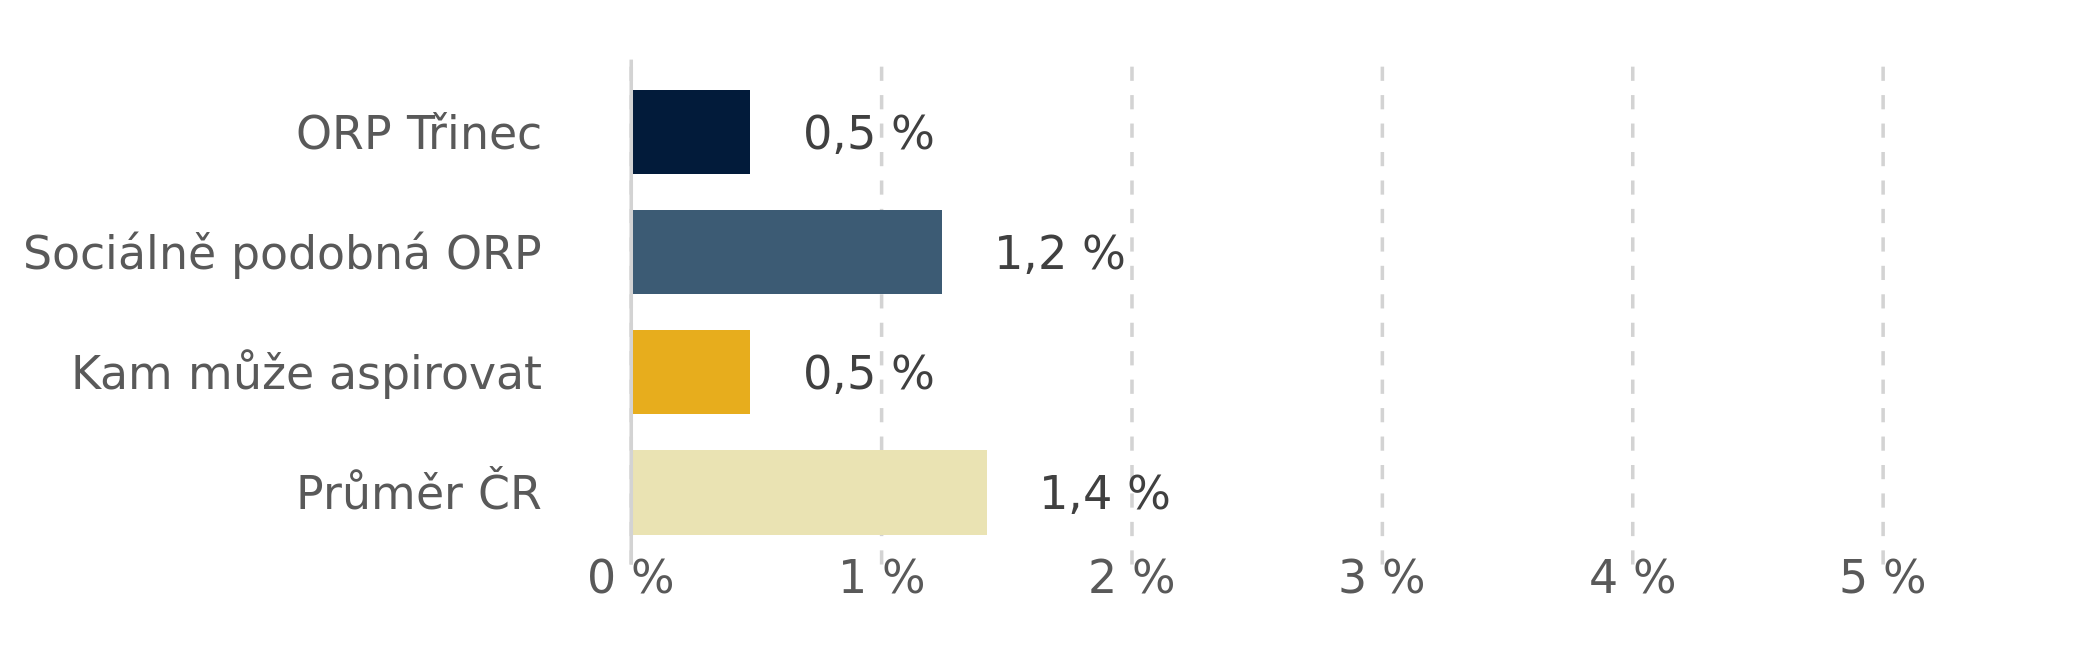 ORP Třinec 0,5 %
Sociálně podobná ORP 1,2 %
Kam může aspirovat 0,5 %
Průměr ČR 1,4 %
0 % 1 % 2 % 3 % 4 % 5 %